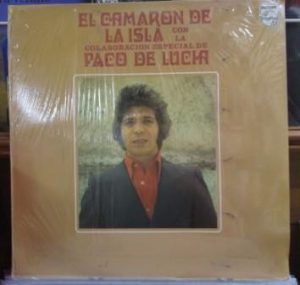 EL CAMARON DE
LA ISLA CON
LA
COLABORACION ESPECIAL DE
PACO DE LUCIA